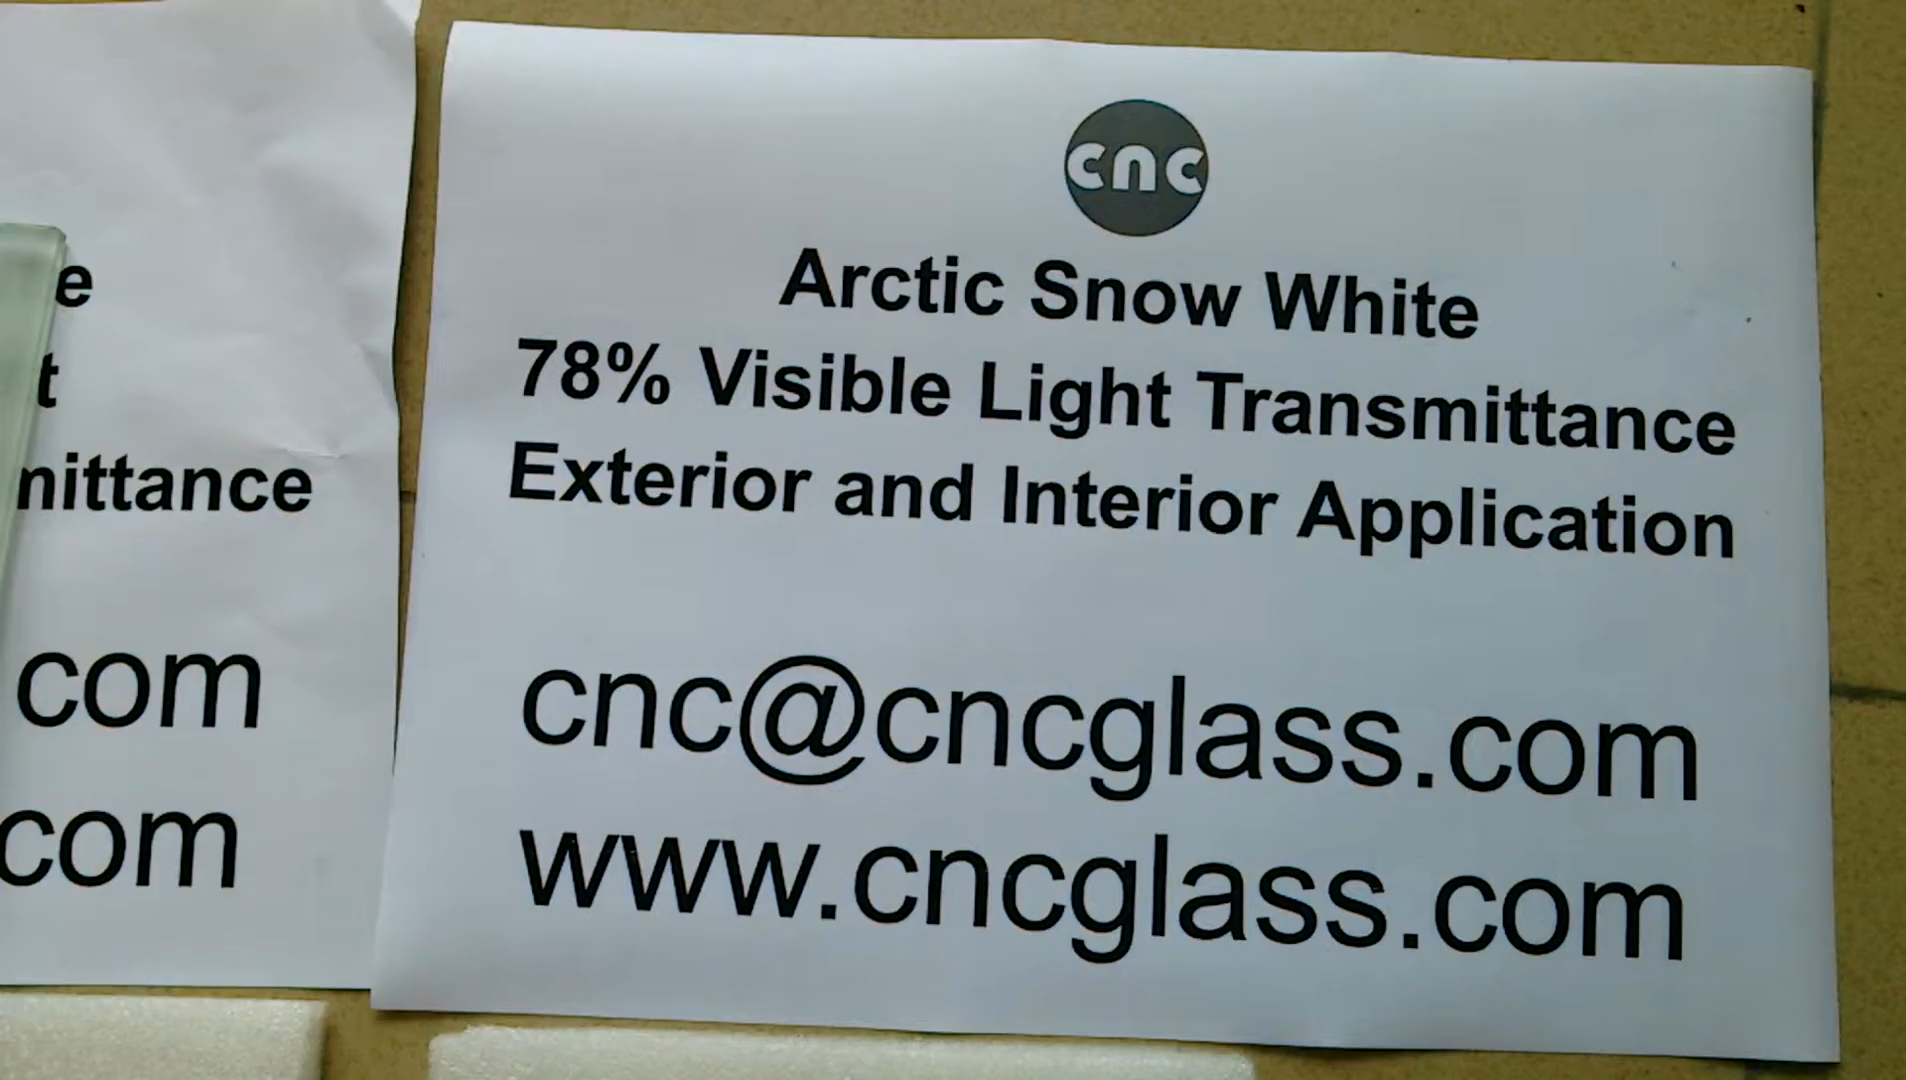 e
t
mittance
com
com
cnc
Arctic Snow White
78% Visible Light Transmittance
Exterior and Interior Application
cnc@cncglass.com
www.cncglass.com